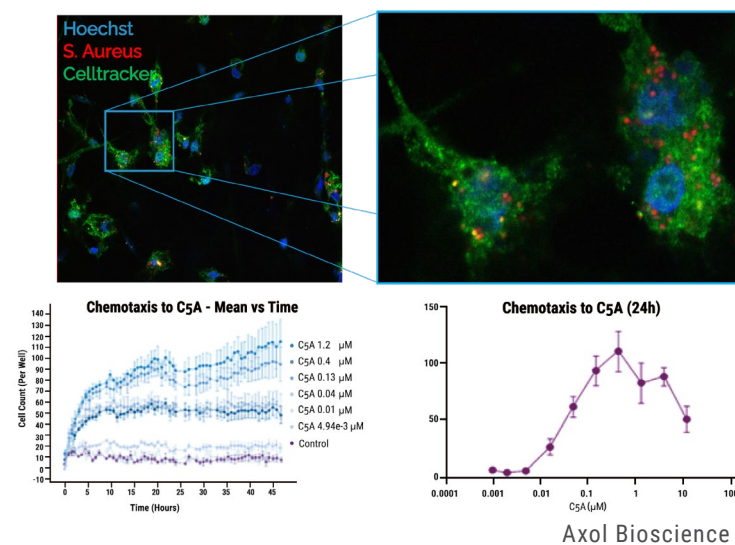 Hoechst
S. Aureus
Celltracker
Chemotaxis to C5A - Mean vs Time
Cell Count (Per Well)
140
130
120
110
100
90
80
70
60
50
40
30
20
10
0
-10
0
5
10
15
20
25
30
35
40
45
Time (Hours)
C5A 1.2 µM
C5A 0.4 µM
C5A 0.13 µM
C5A 0.04 µM
C5A 0.01 µM
C5A 4.94e-3 µM
Control
Chemotaxis to C5A (24h)
150
100
50
0
0.0001
0.001
0.01
0.1
1
10
100
C5A (µM)
Axol Bioscience